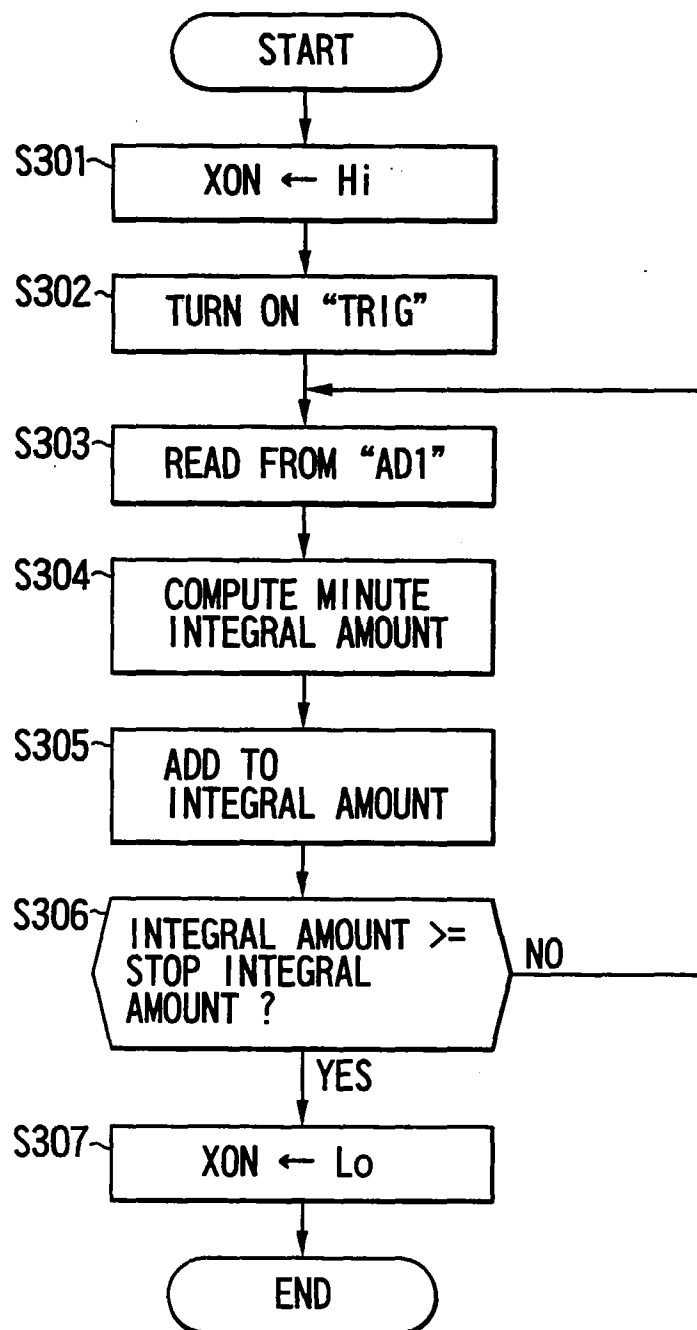 START
S301
XON ← Hi
S302
TURN ON “TRIG”
S303
READ FROM “AD1”
S304
COMPUTE MINUTE
INTEGRAL AMOUNT
S305
ADD TO
INTEGRAL AMOUNT
S306
INTEGRAL AMOUNT >=
STOP INTEGRAL
AMOUNT ?
NO
YES
S307
XON ← Lo
END